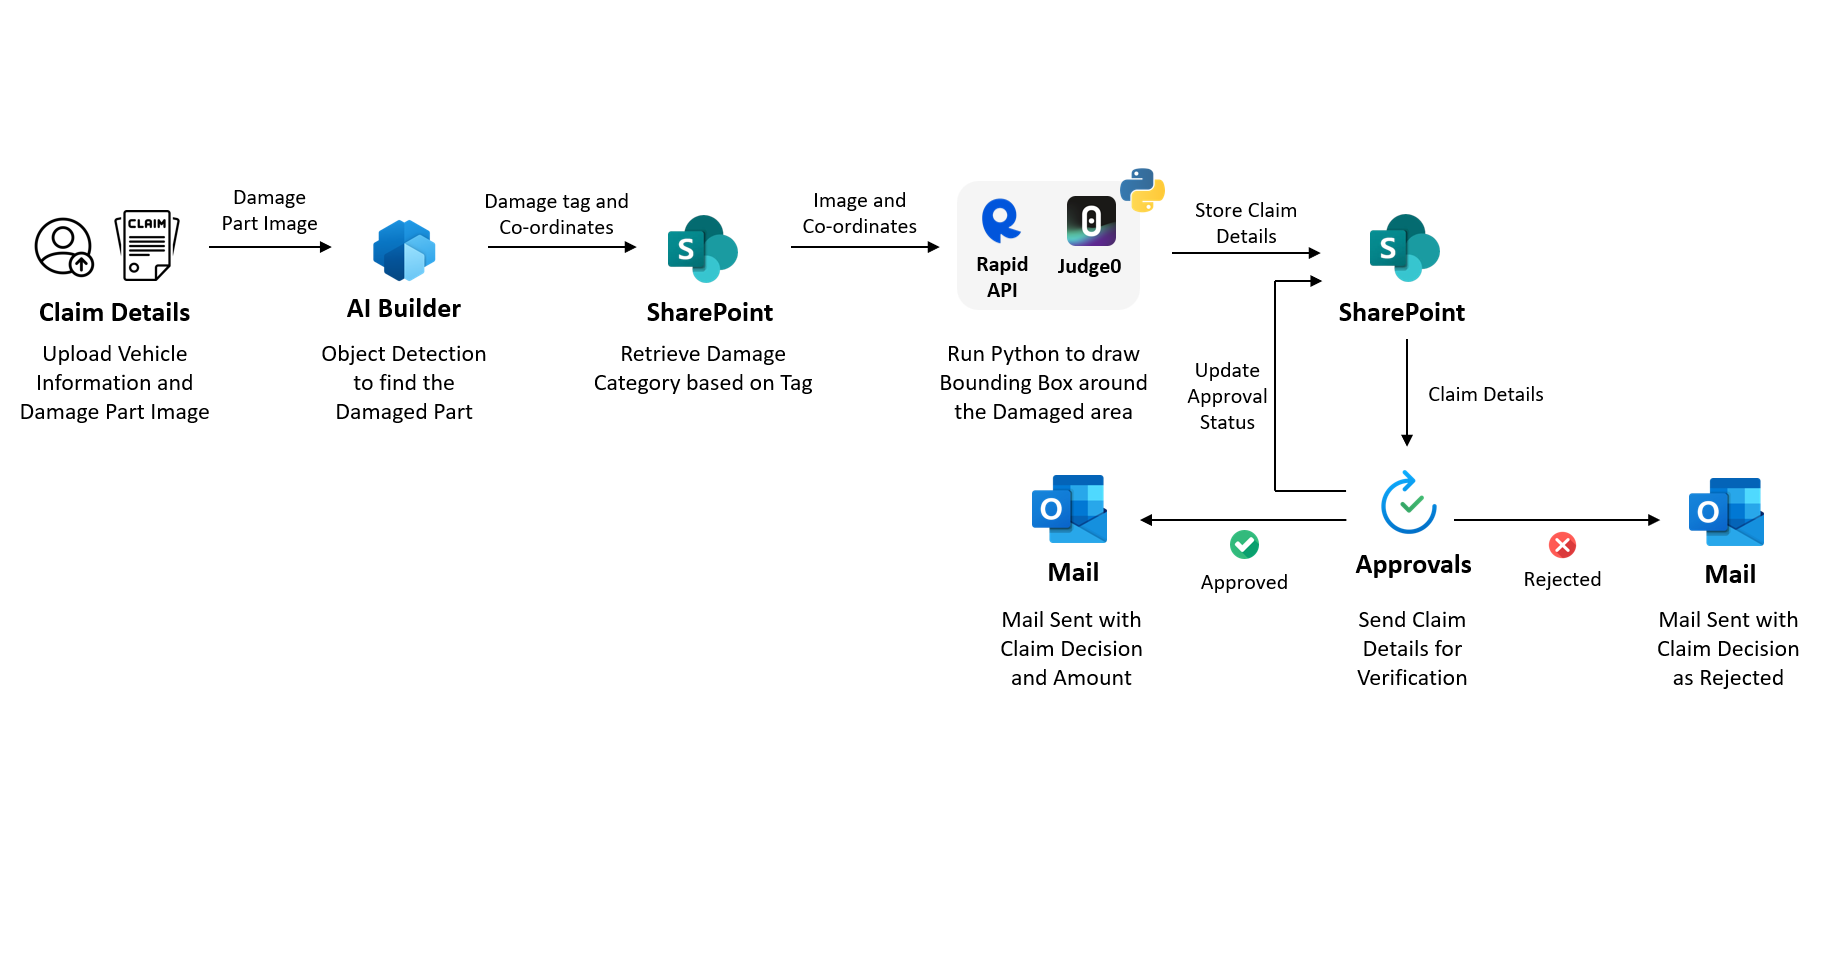 Damage
Part Image
CLAIM
Claim Details
Upload Vehicle
Information and
Damage Part Image
AI Builder
Object Detection
to find the
Damaged Part
Damage tag and
Co-ordinates
S
SharePoint
Retrieve Damage
Category based on Tag
Image and
Co-ordinates
Rapid
API
Judge0
Run Python to draw
Bounding Box around
the Damaged area
Store Claim
Details
S
SharePoint
Update
Approval
Status
Claim Details
O
Mail
Mail Sent with
Claim Decision
and Amount
Approved
Approvals
Send Claim
Details for
Verification
Rejected
O
Mail
Mail Sent with
Claim Decision
as Rejected